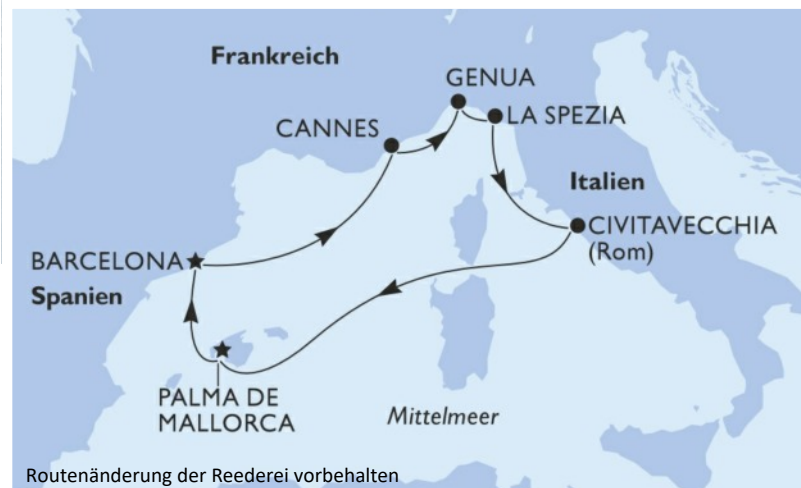 Frankreich
GENUA
LA SPEZIA
CANNES
Italien
CIVITAVECCHIA
(Rom)
BARCELONA
Spanien
PALMA DE
MALLORCA
Mittelmeer
Routenänderung der Reederei vorbehalten